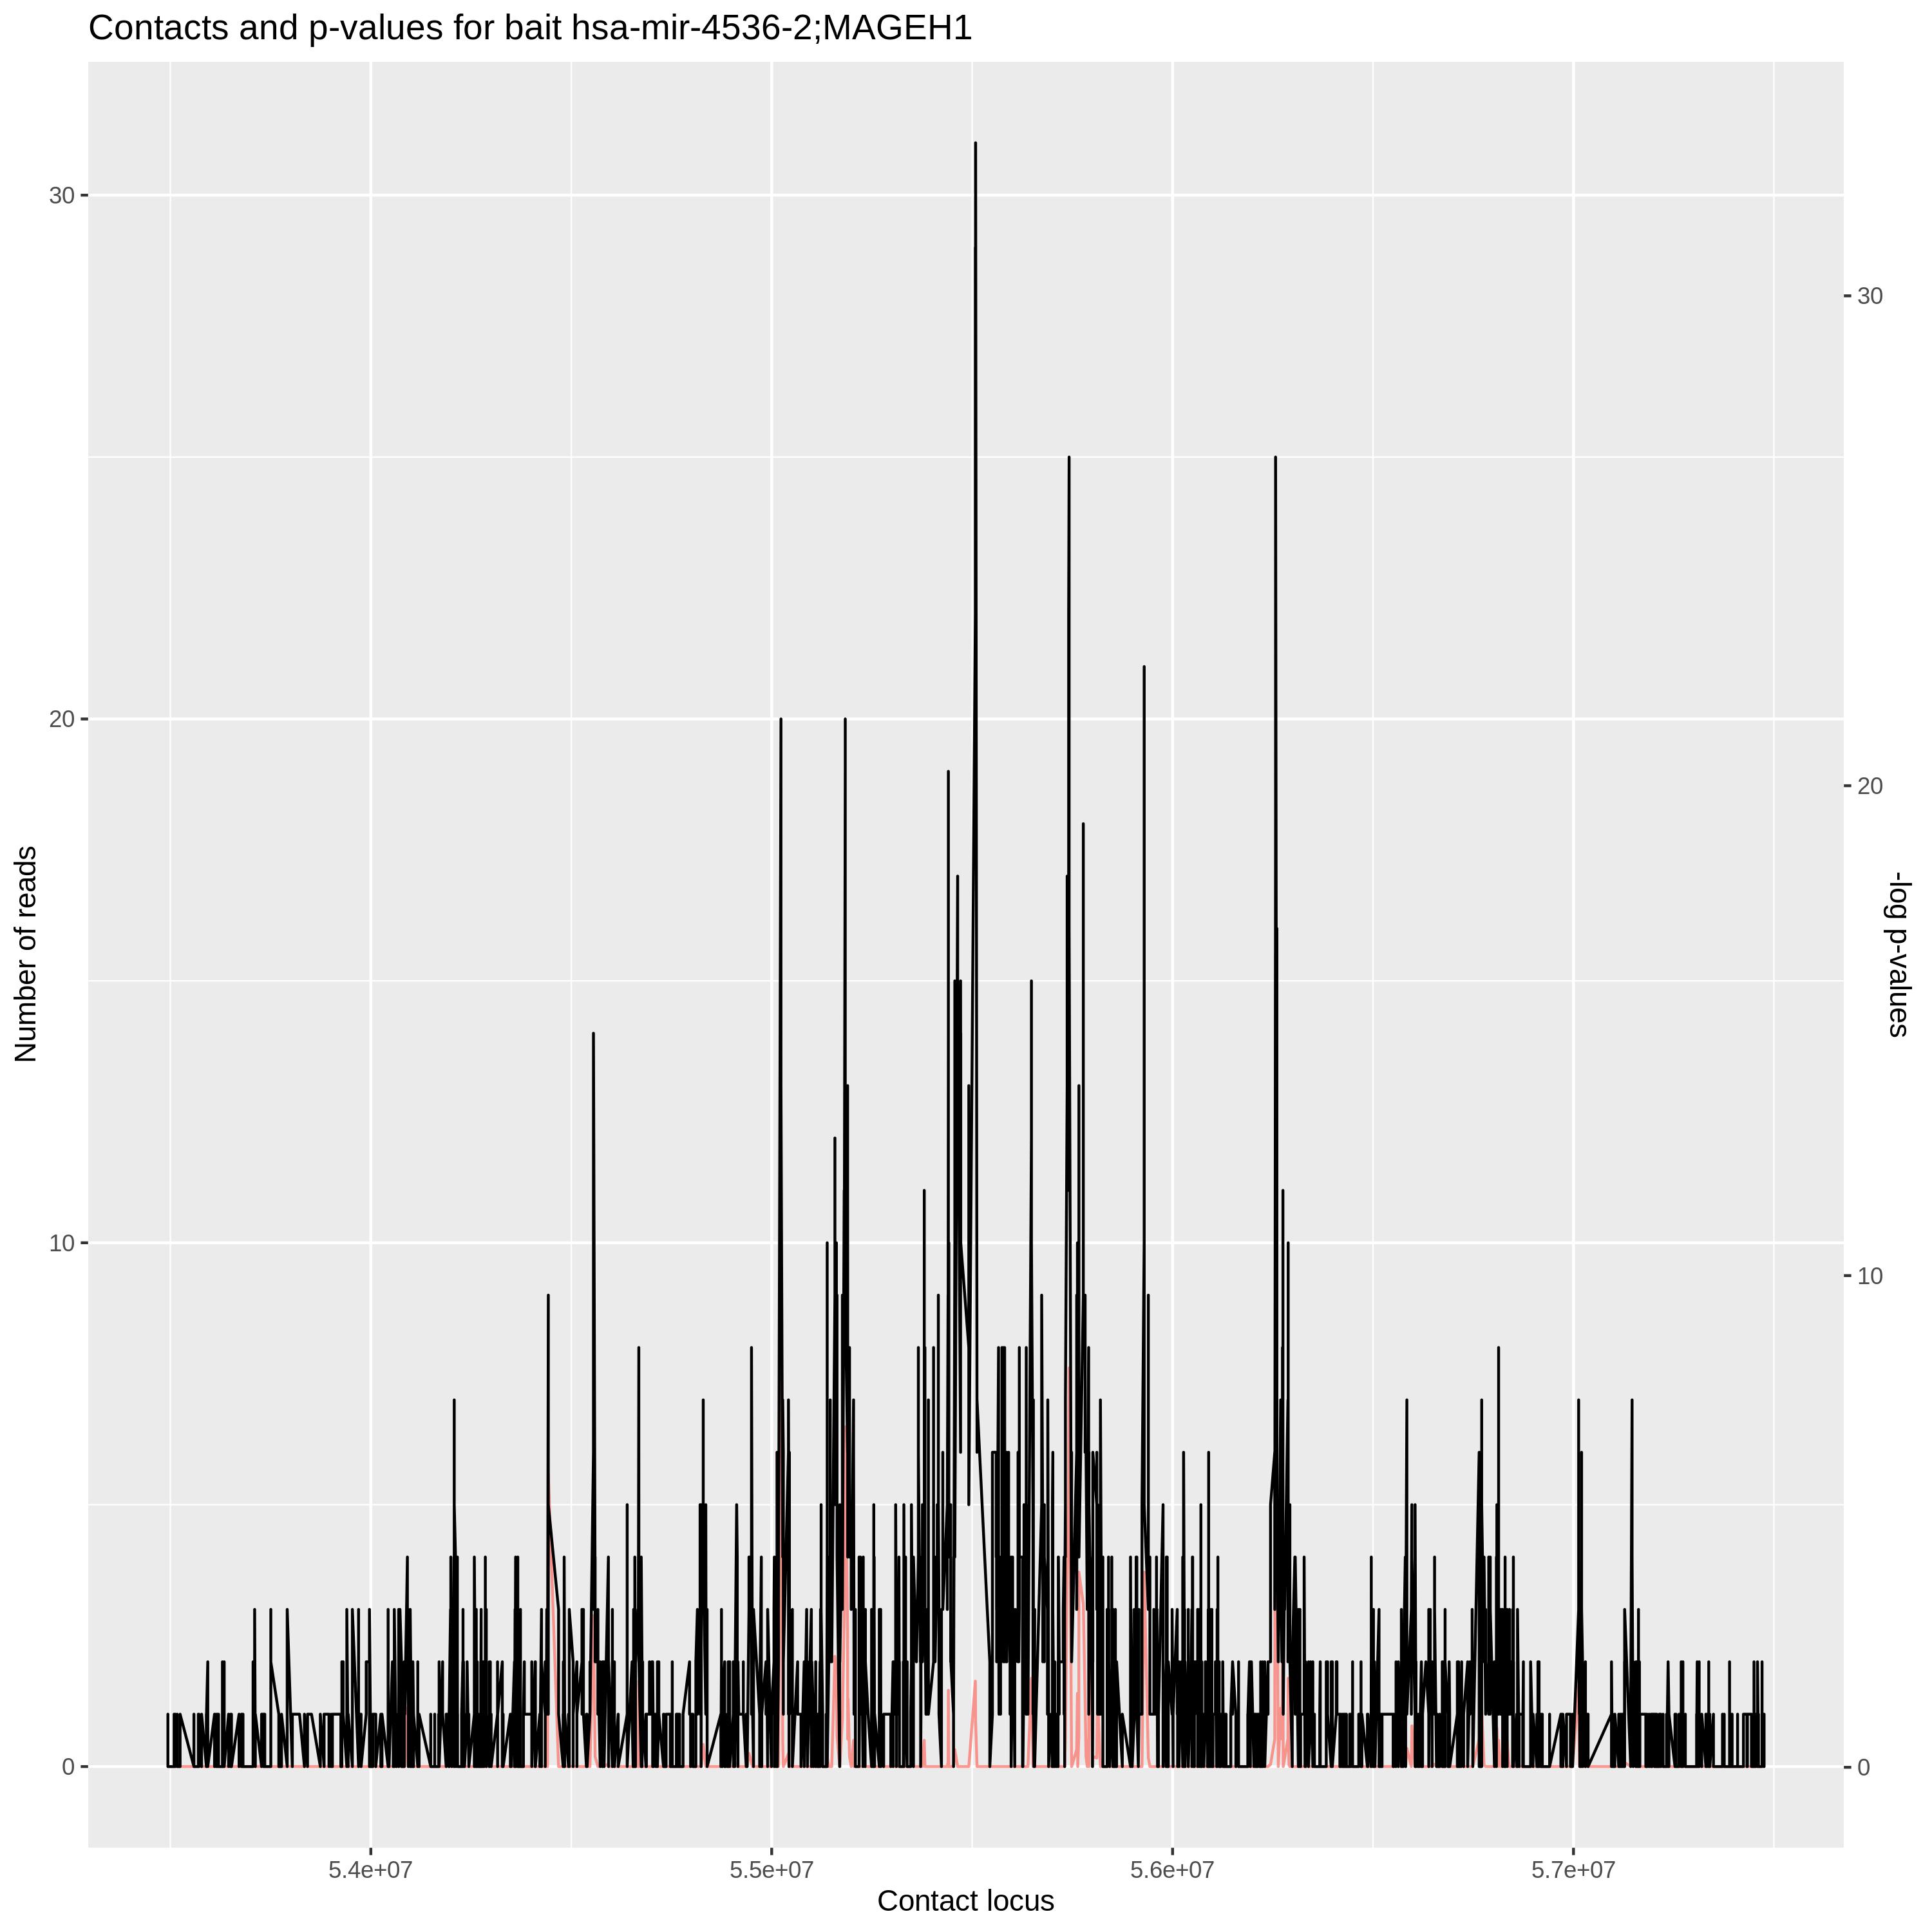 Contacts and p-values for bait hsa-mir-4536-2;MAGEH1
30
20
10
0
Number of reads
30
20
10
0
-log p-values
5.4e+07 5.5e+07 5.6e+07 5.7e+07
Contact locus